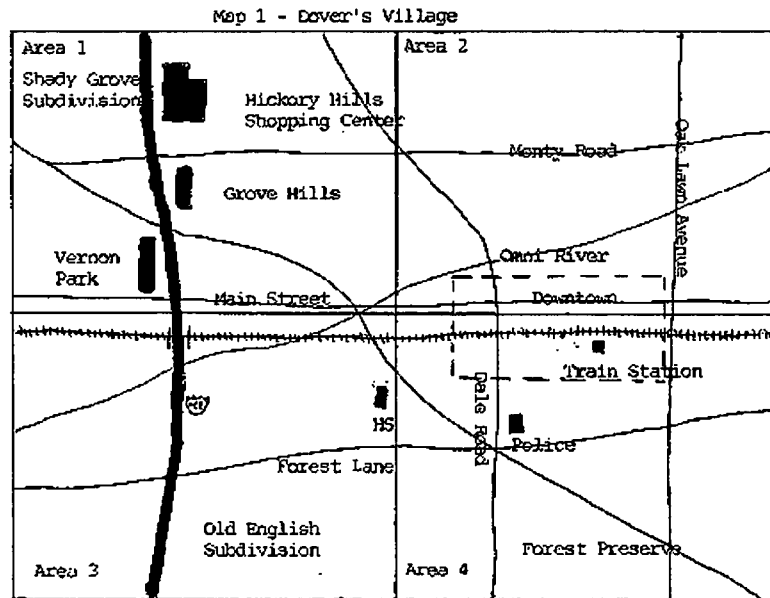 Map 1 - Dover's Village
Area 1
Area 2
Shady Grove
Subdivision
Hickory Hills
Shopping Center
Oak Lawn Avenue
Monty Road
Grove Hills
Vernon
Park
Omni River
Main Street
Downtown
Train Station
Dale Road
HS
Police
Forest Lane
Old English
Subdivision
Forest Preserve
Area 3
Area 4